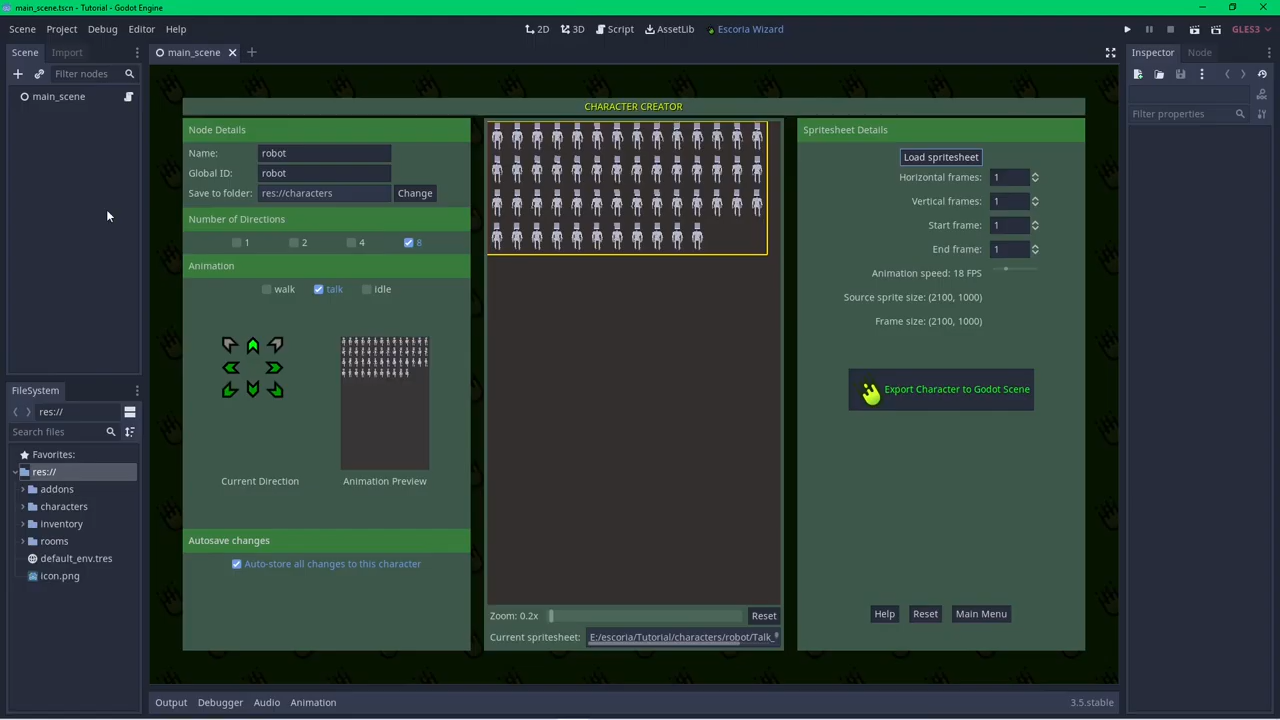 main_scene.tscn - Tutorial - Godot Engine
Scene Project Debug Editor Help
2D 3D Script AssetLib Escoria Wizard
GLES3
Scene Import
Filter nodes
main_scene
main_scene
CHARACTER CREATOR
Node Details
Name: robot
Global ID: robot
Save to folder: res://characters Change
Number of Directions
1 2 4 8
Animation
walk talk idle
Current Direction Animation Preview
Autosave changes
Auto-store all changes to this character
Zoom: 0.2x Reset
Current spritesheet: E:/escoria/Tutorial/characters/robot/Talk_
Spritesheet Details
Load spritesheet
Horizontal frames: 1
Vertical frames: 1
Start frame: 1
End frame: 1
Animation speed: 18 FPS
Source sprite size: (2100, 1000)
Frame size: (2100, 1000)
Export Character to Godot Scene
Help Reset Main Menu
Inspector Node
Filter properties
FileSystem
res://
Search files
Favorites:
res://
addons
characters
inventory
rooms
default_env.tres
icon.png
Output Debugger Audio Animation
3.5.stable